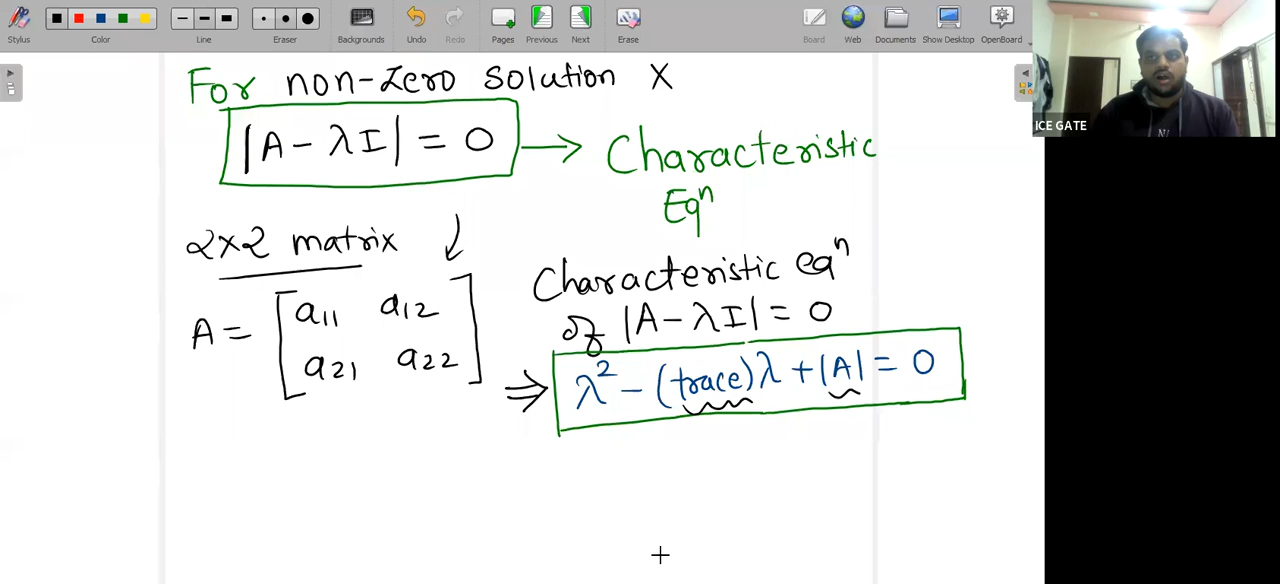 Stylus
Color
Line
Eraser
Backgrounds
Undo
Redo
Pages
Previous
Next
Erase
Board
Web
Documents
Show Desktop
OpenBoard
ICE GATE
For non-zero solution X
|A - λI| = 0 → Characteristic
Eqⁿ
2x2 matrix ↓
A = [a11 a12
a21 a22]
Characteristic eqⁿ
of |A - λI| = 0
⇒ λ² - (trace)λ + |A| = 0